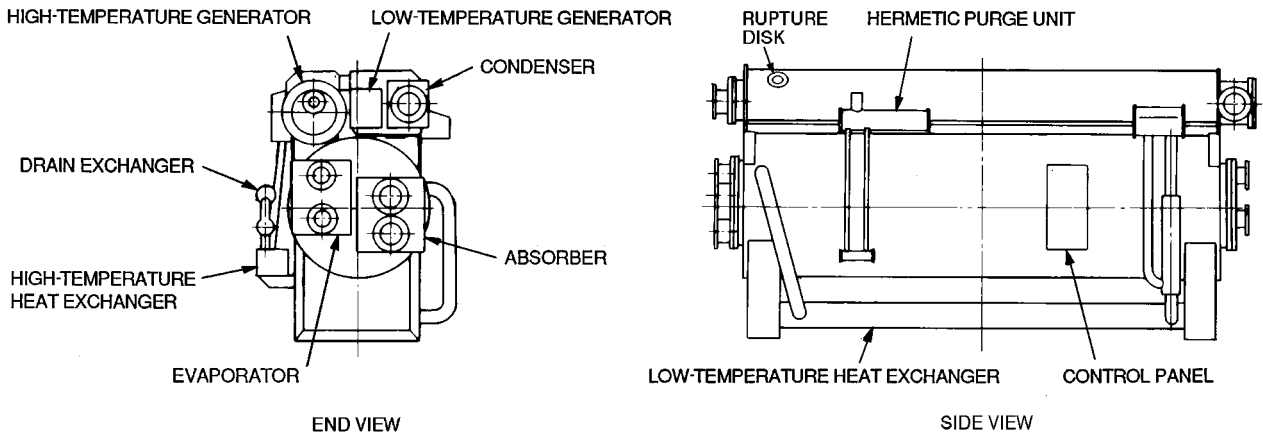 HIGH-TEMPERATURE GENERATOR
LOW-TEMPERATURE GENERATOR
CONDENSER
DRAIN EXCHANGER
HIGH-TEMPERATURE
HEAT EXCHANGER
ABSORBER
EVAPORATOR
END VIEW
RUPTURE
DISK
HERMETIC PURGE UNIT
LOW-TEMPERATURE HEAT EXCHANGER
CONTROL PANEL
SIDE VIEW